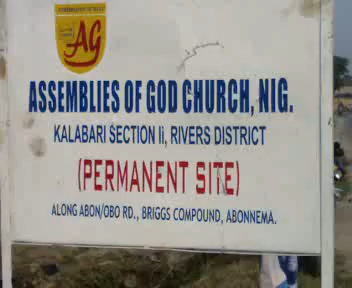 AG
ASSEMBLIES OF GOD CHURCH, NIG.
KALABARI SECTION Ii, RIVERS DISTRICT
(PERMANENT SITE)
ALONG ABON/OBO RD., BRIGGS COMPOUND, ABONNEMA.